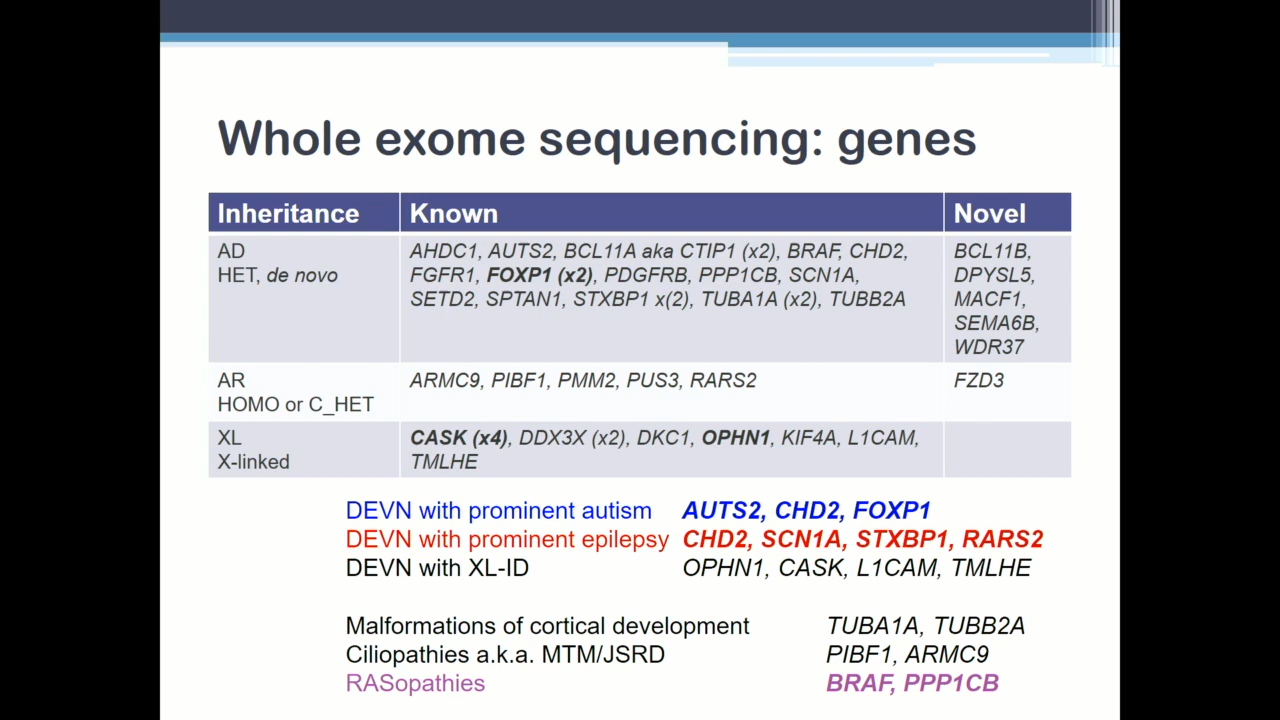 Whole exome sequencing: genes
Inheritance Known Novel
AD
HET, de novo
AHDC1, AUTS2, BCL11A aka CTIP1 (x2), BRAF, CHD2,
FGFR1, FOXP1 (x2), PDGFRB, PPP1CB, SCN1A,
SETD2, SPTAN1, STXBP1 x(2), TUBA1A (x2), TUBB2A
BCL11B,
DPYSL5,
MACF1,
SEMA6B,
WDR37
AR
HOMO or C_HET
ARMC9, PIBF1, PMM2, PUS3, RARS2
FZD3
XL
X-linked
CASK (x4), DDX3X (x2), DKC1, OPHN1, KIF4A, L1CAM,
TMLHE
DEVN with prominent autism AUTS2, CHD2, FOXP1
DEVN with prominent epilepsy CHD2, SCN1A, STXBP1, RARS2
DEVN with XL-ID OPHN1, CASK, L1CAM, TMLHE
Malformations of cortical development TUBA1A, TUBB2A
Ciliopathies a.k.a. MTM/JSRD PIBF1, ARMC9
RASopathies BRAF, PPP1CB